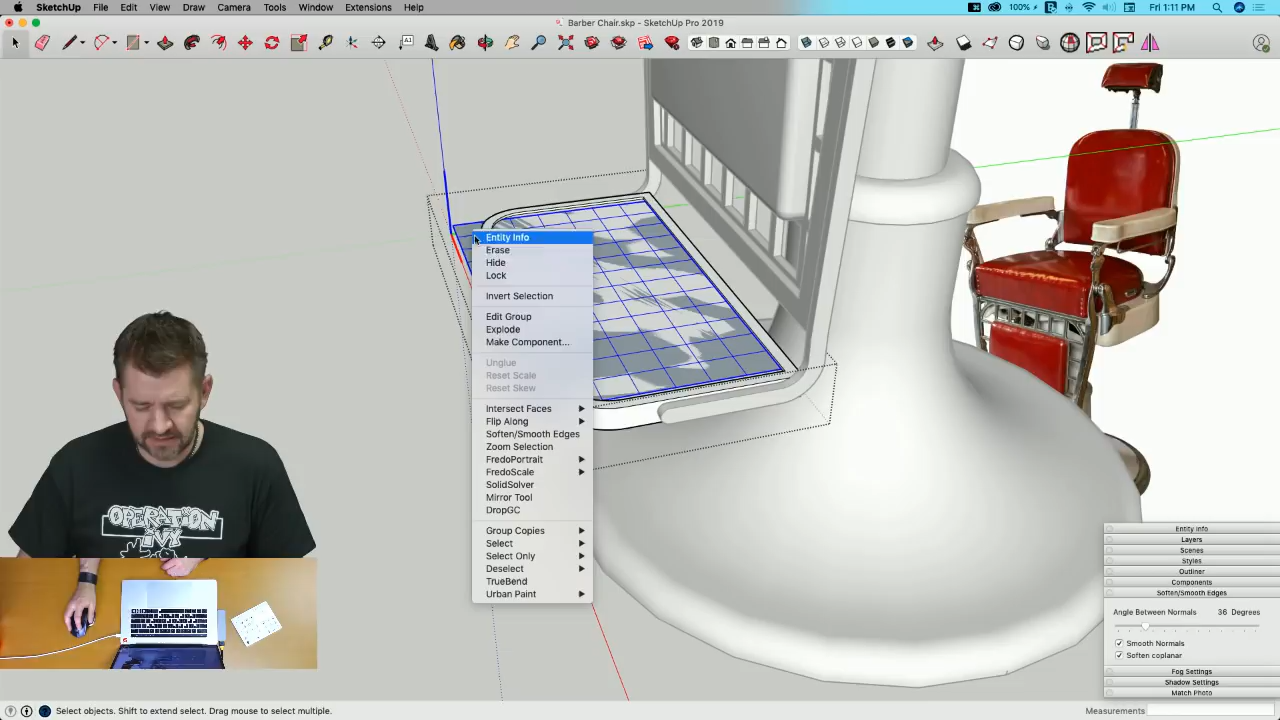 SketchUp File Edit View Draw Camera Tools Window Extensions Help 100% Fri 1:11 PM
Barber Chair.skp - SketchUp Pro 2019
Entity Info
Erase
Hide
Lock
Invert Selection
Edit Group
Explode
Make Component...
Unglue
Reset Scale
Reset Skew
Intersect Faces
Flip Along
Soften/Smooth Edges
Zoom Selection
FredoPortrait
FredoScale
SolidSolver
Mirror Tool
DropGC
Group Copies
Select
Select Only
Deselect
TrueBend
Urban Paint
OPERATION
IVY
Entity Info
Layers
Scenes
Styles
Outliner
Components
Soften/Smooth Edges
Angle Between Normals 36 Degrees
Smooth Normals
Soften coplanar
Fog Settings
Shadow Settings
Match Photo
Select objects. Shift to extend select. Drag mouse to select multiple. Measurements